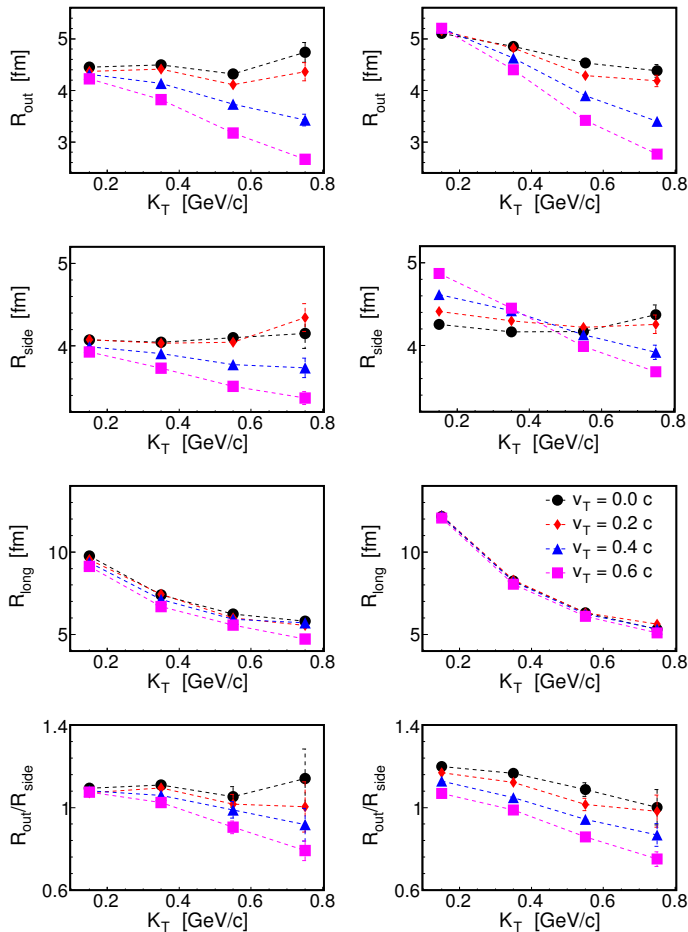 R_out [fm]
5
4
3
0.2 0.4 0.6 0.8
K_T [GeV/c]
R_out [fm]
5
4
3
0.2 0.4 0.6 0.8
K_T [GeV/c]
R_side [fm]
5
4
0.2 0.4 0.6 0.8
K_T [GeV/c]
R_side [fm]
5
4
0.2 0.4 0.6 0.8
K_T [GeV/c]
R_long [fm]
10
5
0.2 0.4 0.6 0.8
K_T [GeV/c]
R_long [fm]
10
5
v_T = 0.0 c
v_T = 0.2 c
v_T = 0.4 c
v_T = 0.6 c
0.2 0.4 0.6 0.8
K_T [GeV/c]
R_out/R_side
1.4
1
0.6
0.2 0.4 0.6 0.8
K_T [GeV/c]
R_out/R_side
1.4
1
0.6
0.2 0.4 0.6 0.8
K_T [GeV/c]